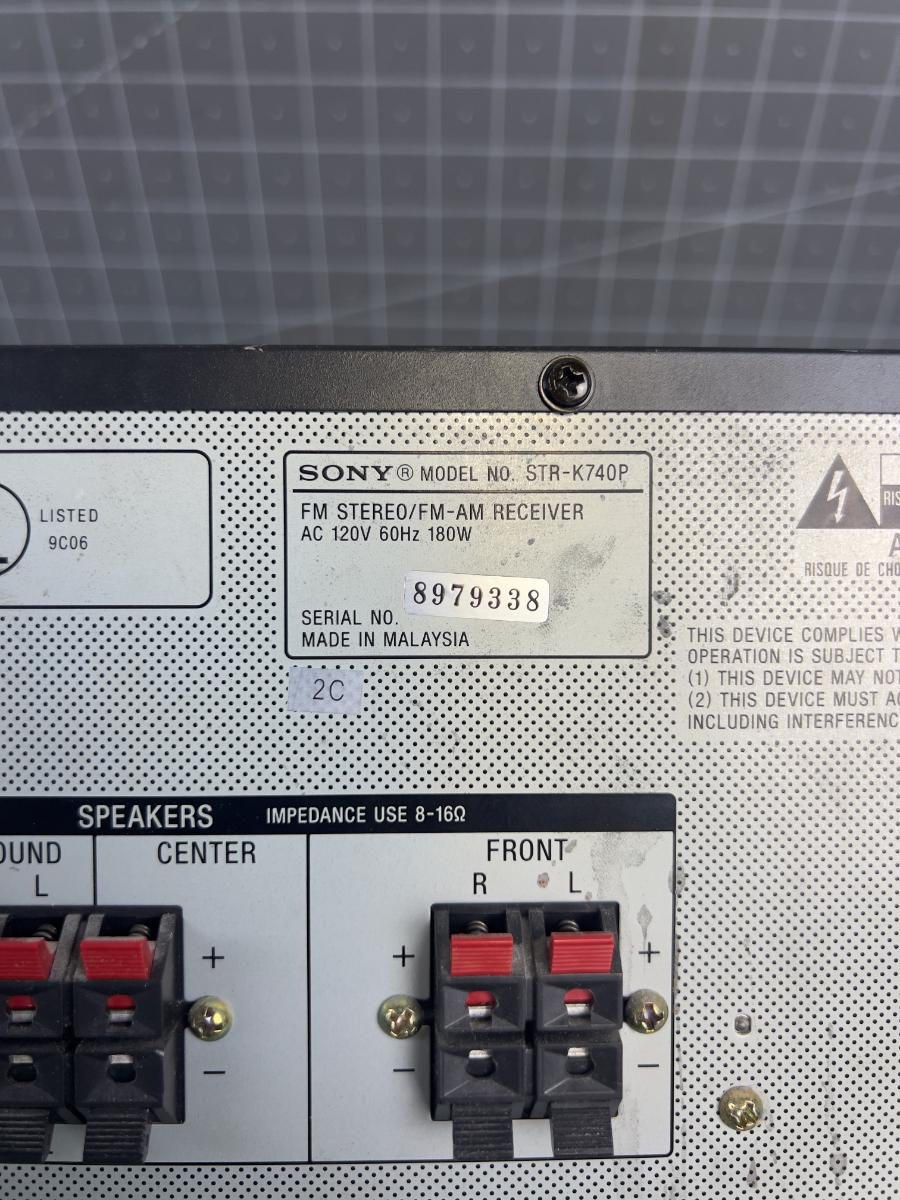 LISTED
9C06
SONY® MODEL NO. STR-K740P
FM STEREO/FM-AM RECEIVER
AC 120V 60Hz 180W
SERIAL NO. 8979338
MADE IN MALAYSIA
2C
RISQUE DE
THIS DEVICE COMPLIES
OPERATION IS SUBJECT
(1) THIS DEVICE MAY NOT
(2) THIS DEVICE MUST
INCLUDING
SPEAKERS IMPEDANCE USE 8-16Ω
OUND
L
CENTER
+
−
FRONT
R L
+ +
− −